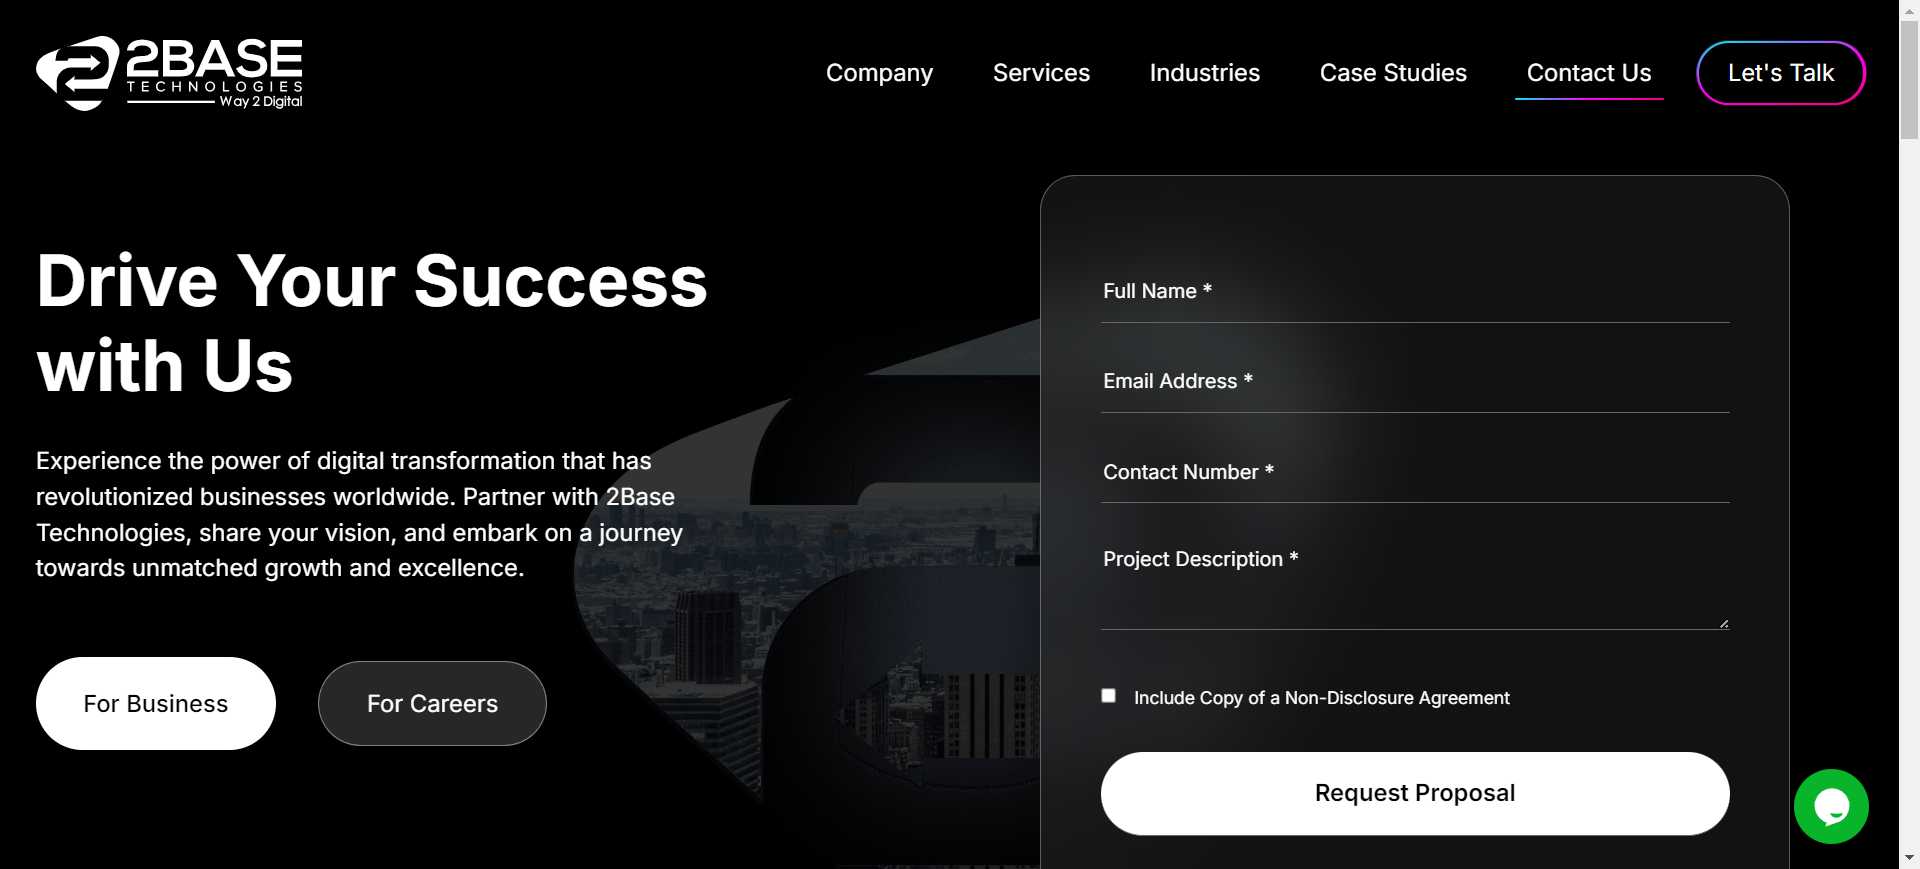 2BASE
TECHNOLOGIES
Way 2 Digital
Company
Services
Industries
Case Studies
Contact Us
Let's Talk
Drive Your Success
with Us
Experience the power of digital transformation that has
revolutionized businesses worldwide. Partner with 2Base
Technologies, share your vision, and embark on a journey
towards unmatched growth and excellence.
For Business
For Careers
Full Name *
Email Address *
Contact Number *
Project Description *
Include Copy of a Non-Disclosure Agreement
Request Proposal